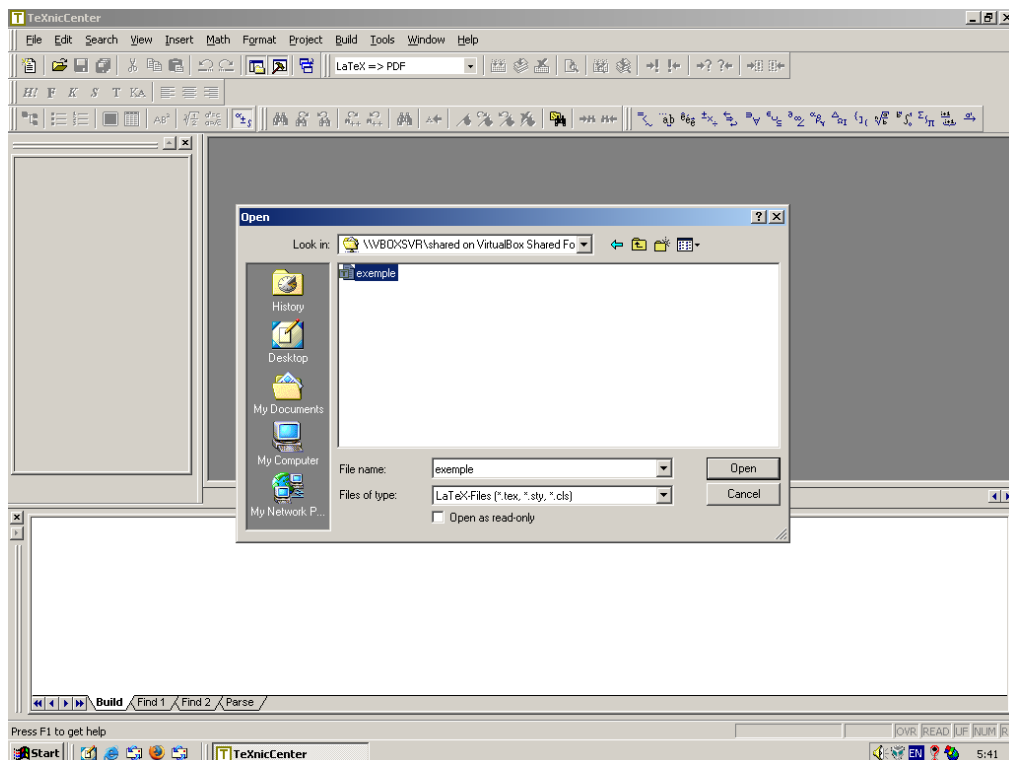 TeXnicCenter
File Edit Search View Insert Math Format Project Build Tools Window Help
LaTeX => PDF
Open
Look in: \\VBOXSVR\shared on VirtualBox Shared Fo
exemple
History
Desktop
My Documents
My Computer
My Network P...
File name: exemple Open
Files of type: LaTeX-Files (*.tex, *.sty, *.cls) Cancel
Open as read-only
Build Find 1 Find 2 Parse
Press F1 to get help OVR READ UF NUM R
Start TeXnicCenter EN 5:41